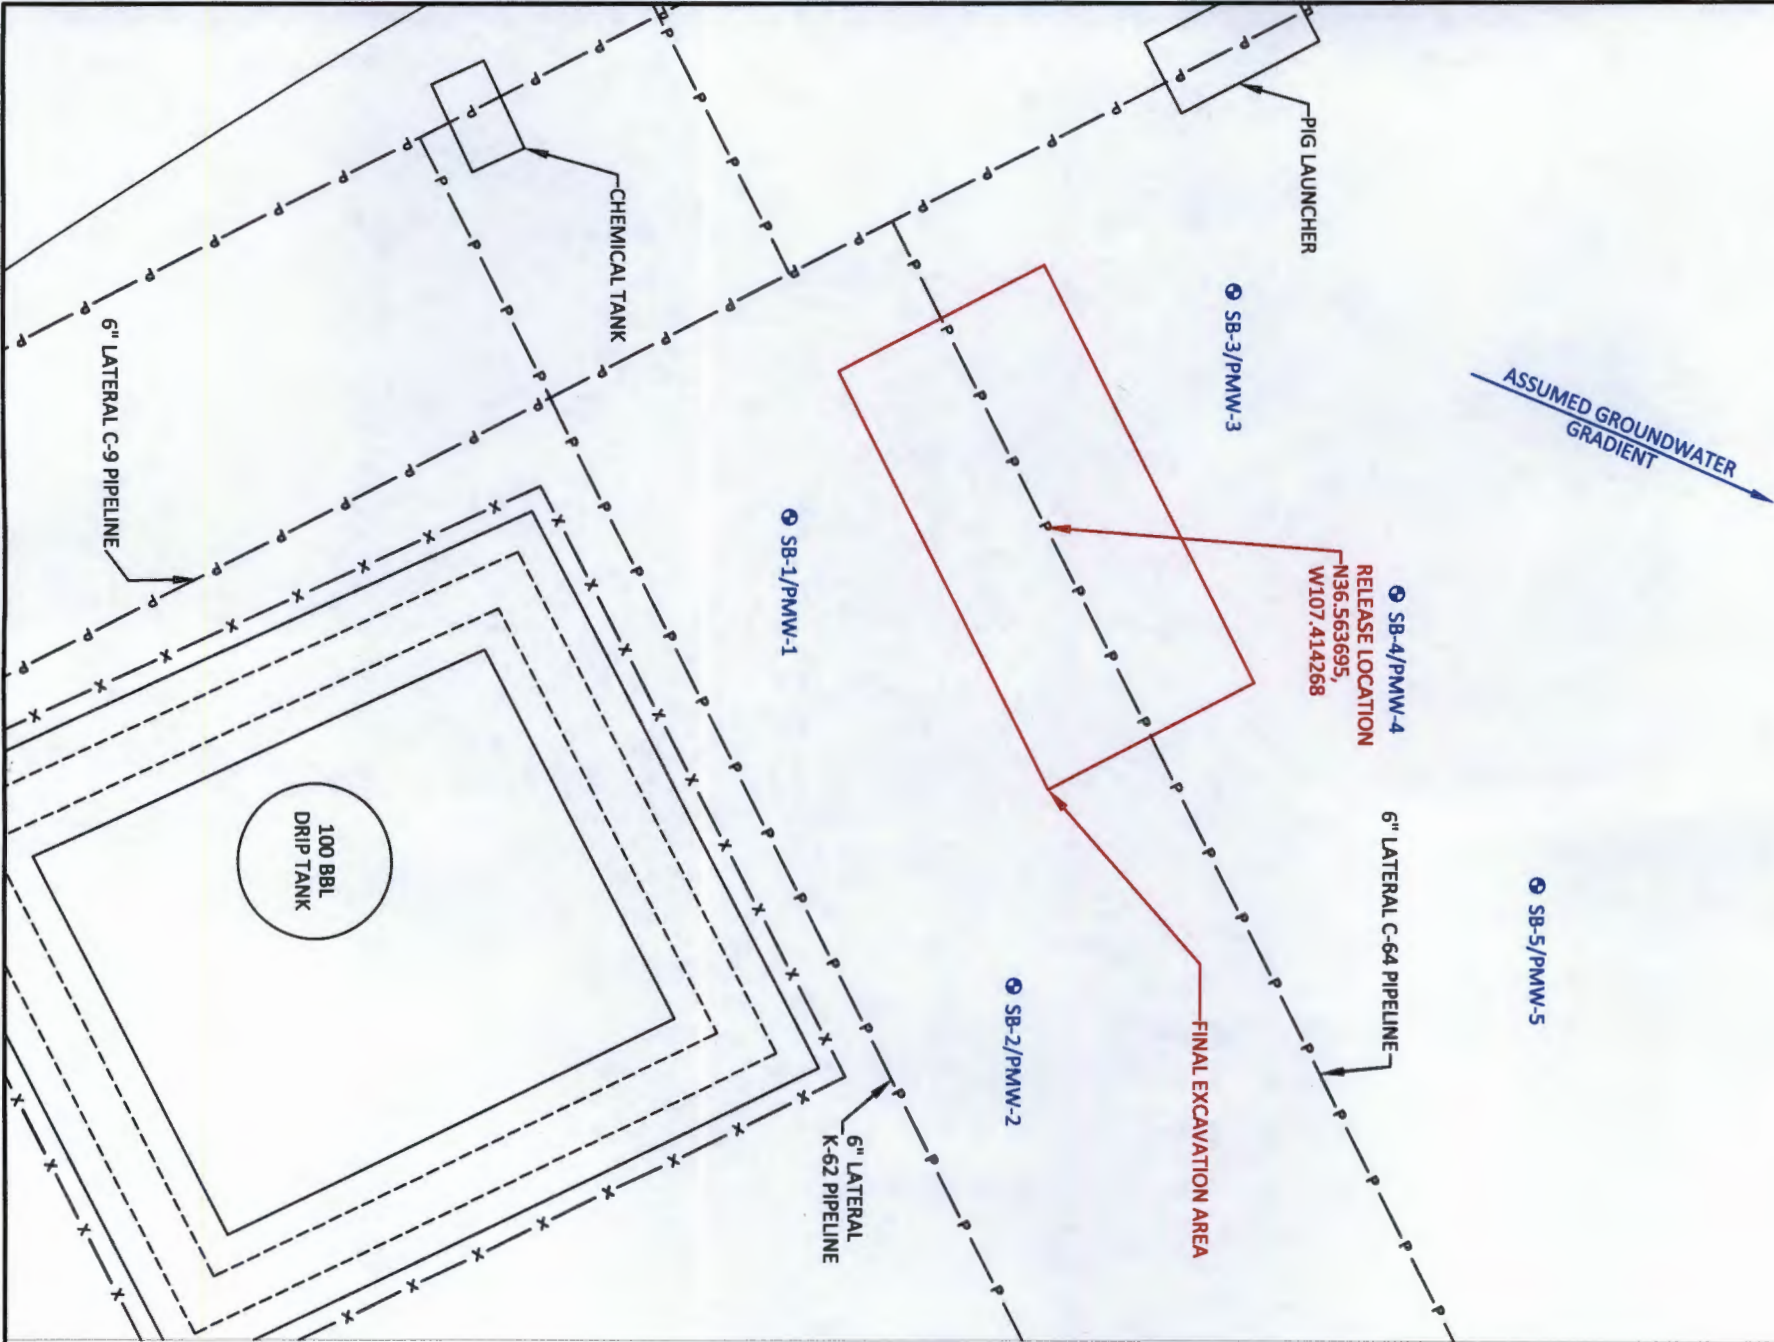 ASSUMED GROUNDWATER
GRADIENT
SB-5/PMW-5
SB-4/PMW-4
RELEASE LOCATION
N36.563695,
W107.414268
6" LATERAL C-64 PIPELINE
PIG LAUNCHER
SB-3/PMW-3
FINAL EXCAVATION AREA
SB-2/PMW-2
SB-1/PMW-1
6" LATERAL
K-62 PIPELINE
CHEMICAL TANK
100 BBL
DRIP TANK
6" LATERAL C-9 PIPELINE